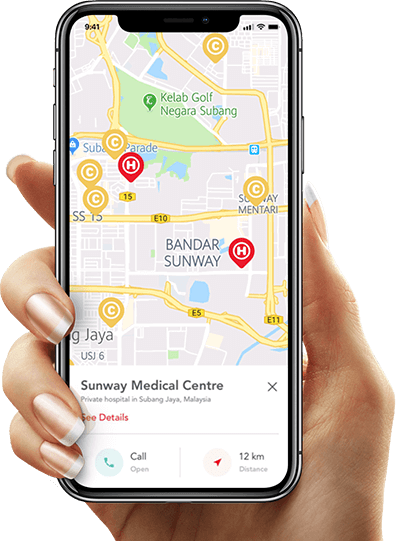 9:41
C
Kelab Golf
Negara Subang
C
Subang Parade
H
C
C
C
15
SS 15
E10
SUNWAY
MENTARI
BANDAR
SUNWAY
H
C
E5
E11
g Jaya
USJ 6
Sunway Medical Centre
Private hospital in Subang Jaya, Malaysia
See Details
Call
Open
12 km
Distance